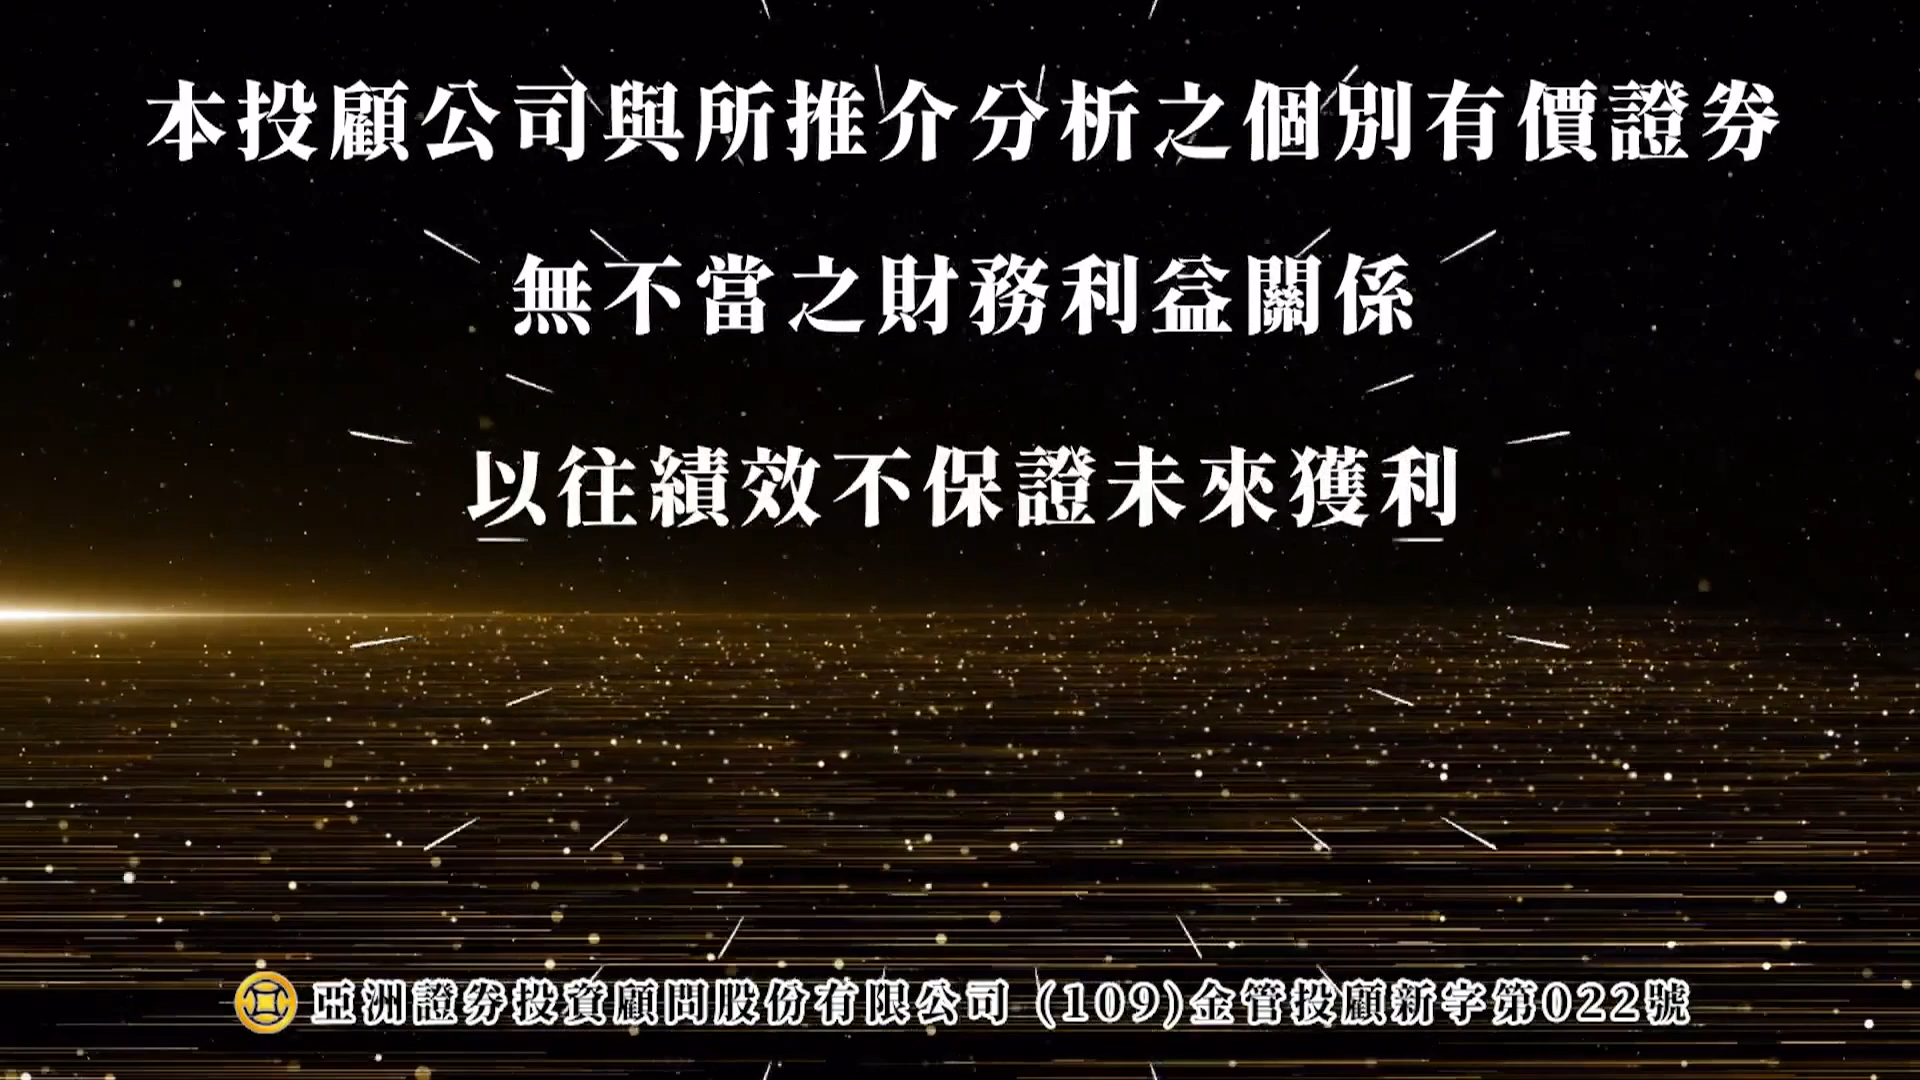 本投顧公司與所推介分析之個別有價證券
無不當之財務利益關係
以往績效不保證未來獲利
亞洲證券投資顧問股份有限公司 (109)金管投顧新字第022號